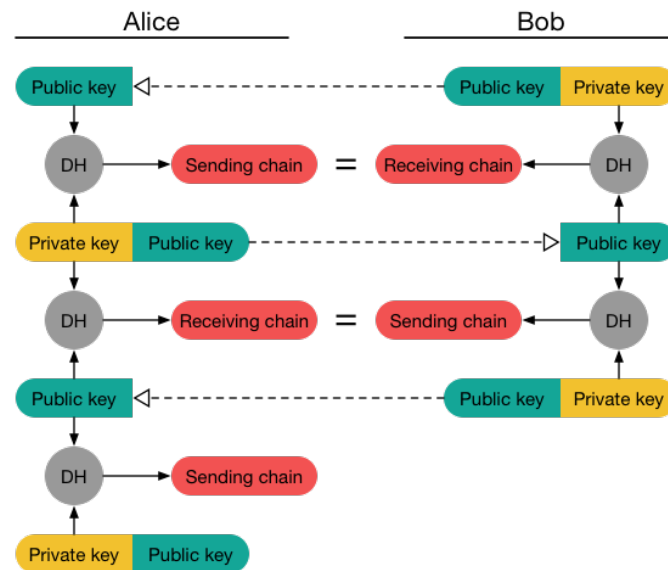 Alice Bob
Public key Public key Private key
DH Sending chain = Receiving chain DH
Private key Public key Public key
DH Receiving chain = Sending chain DH
Public key Public key Private key
DH Sending chain
Private key Public key